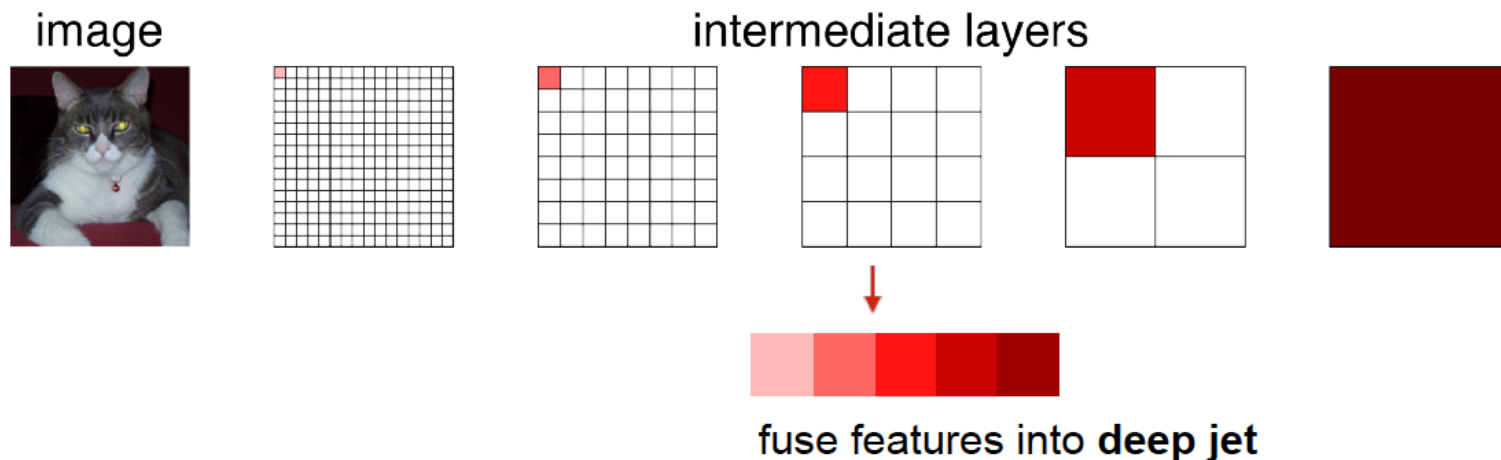 image
intermediate layers
fuse features into deep jet